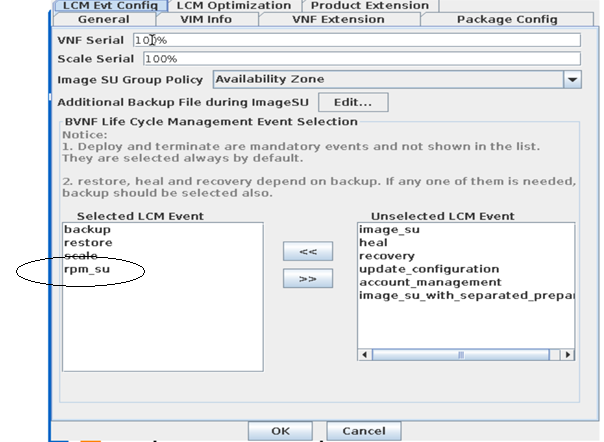 LCM Evt Config LCM Optimization Product Extension
General VIM Info VNF Extension Package Config
VNF Serial 100%
Scale Serial 100%
Image SU Group Policy Availability Zone
Additional Backup File during ImageSU Edit...
BVNF Life Cycle Management Event Selection
Notice:
1. Deploy and terminate are mandatory events and not shown in the list.
They are selected always by default.
2. restore, heal and recovery depend on backup. If any one of them is needed,
backup should be selected also.
Selected LCM Event Unselected LCM Event
backup image_su
restore heal
scale recovery
rpm_su update_configuration
account_management
image_su_with_separated_prepa
<<
>>
OK Cancel